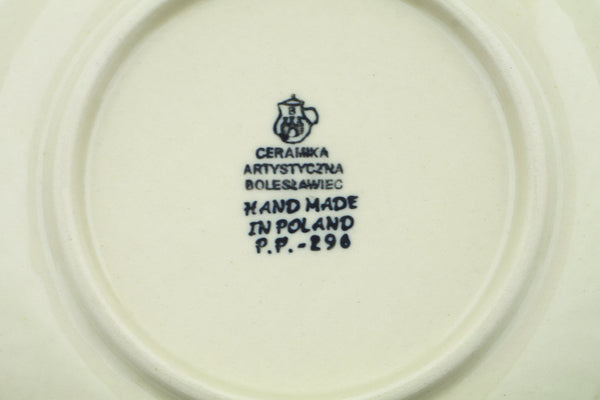 CERAMIKA
ARTYSTYCZNA
BOLESŁAWIEC
HAND MADE
IN POLAND
P.P.-296